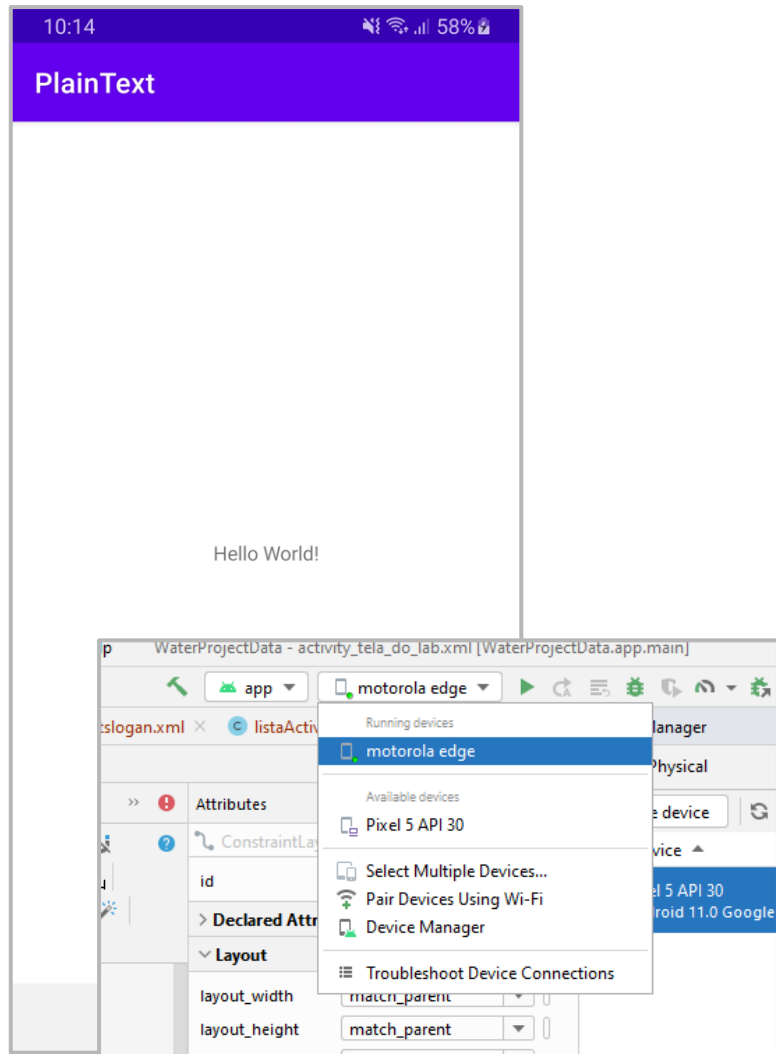 10:14 58%
PlainText
Hello World!
p WaterProjectData - activity_tela_do_lab.xml [WaterProjectData.app.main]
app motorola edge
tslogan.xml listaActiv Running devices lanager
motorola edge Physical
Attributes Available devices e device
ConstraintLa Pixel 5 API 30 vice
id Select Multiple Devices... el 5 API 30
Pair Devices Using Wi-Fi roid 11.0 Google
Declared Attr Device Manager
Layout
Troubleshoot Device Connections
layout_width match_parent
layout_height match_parent